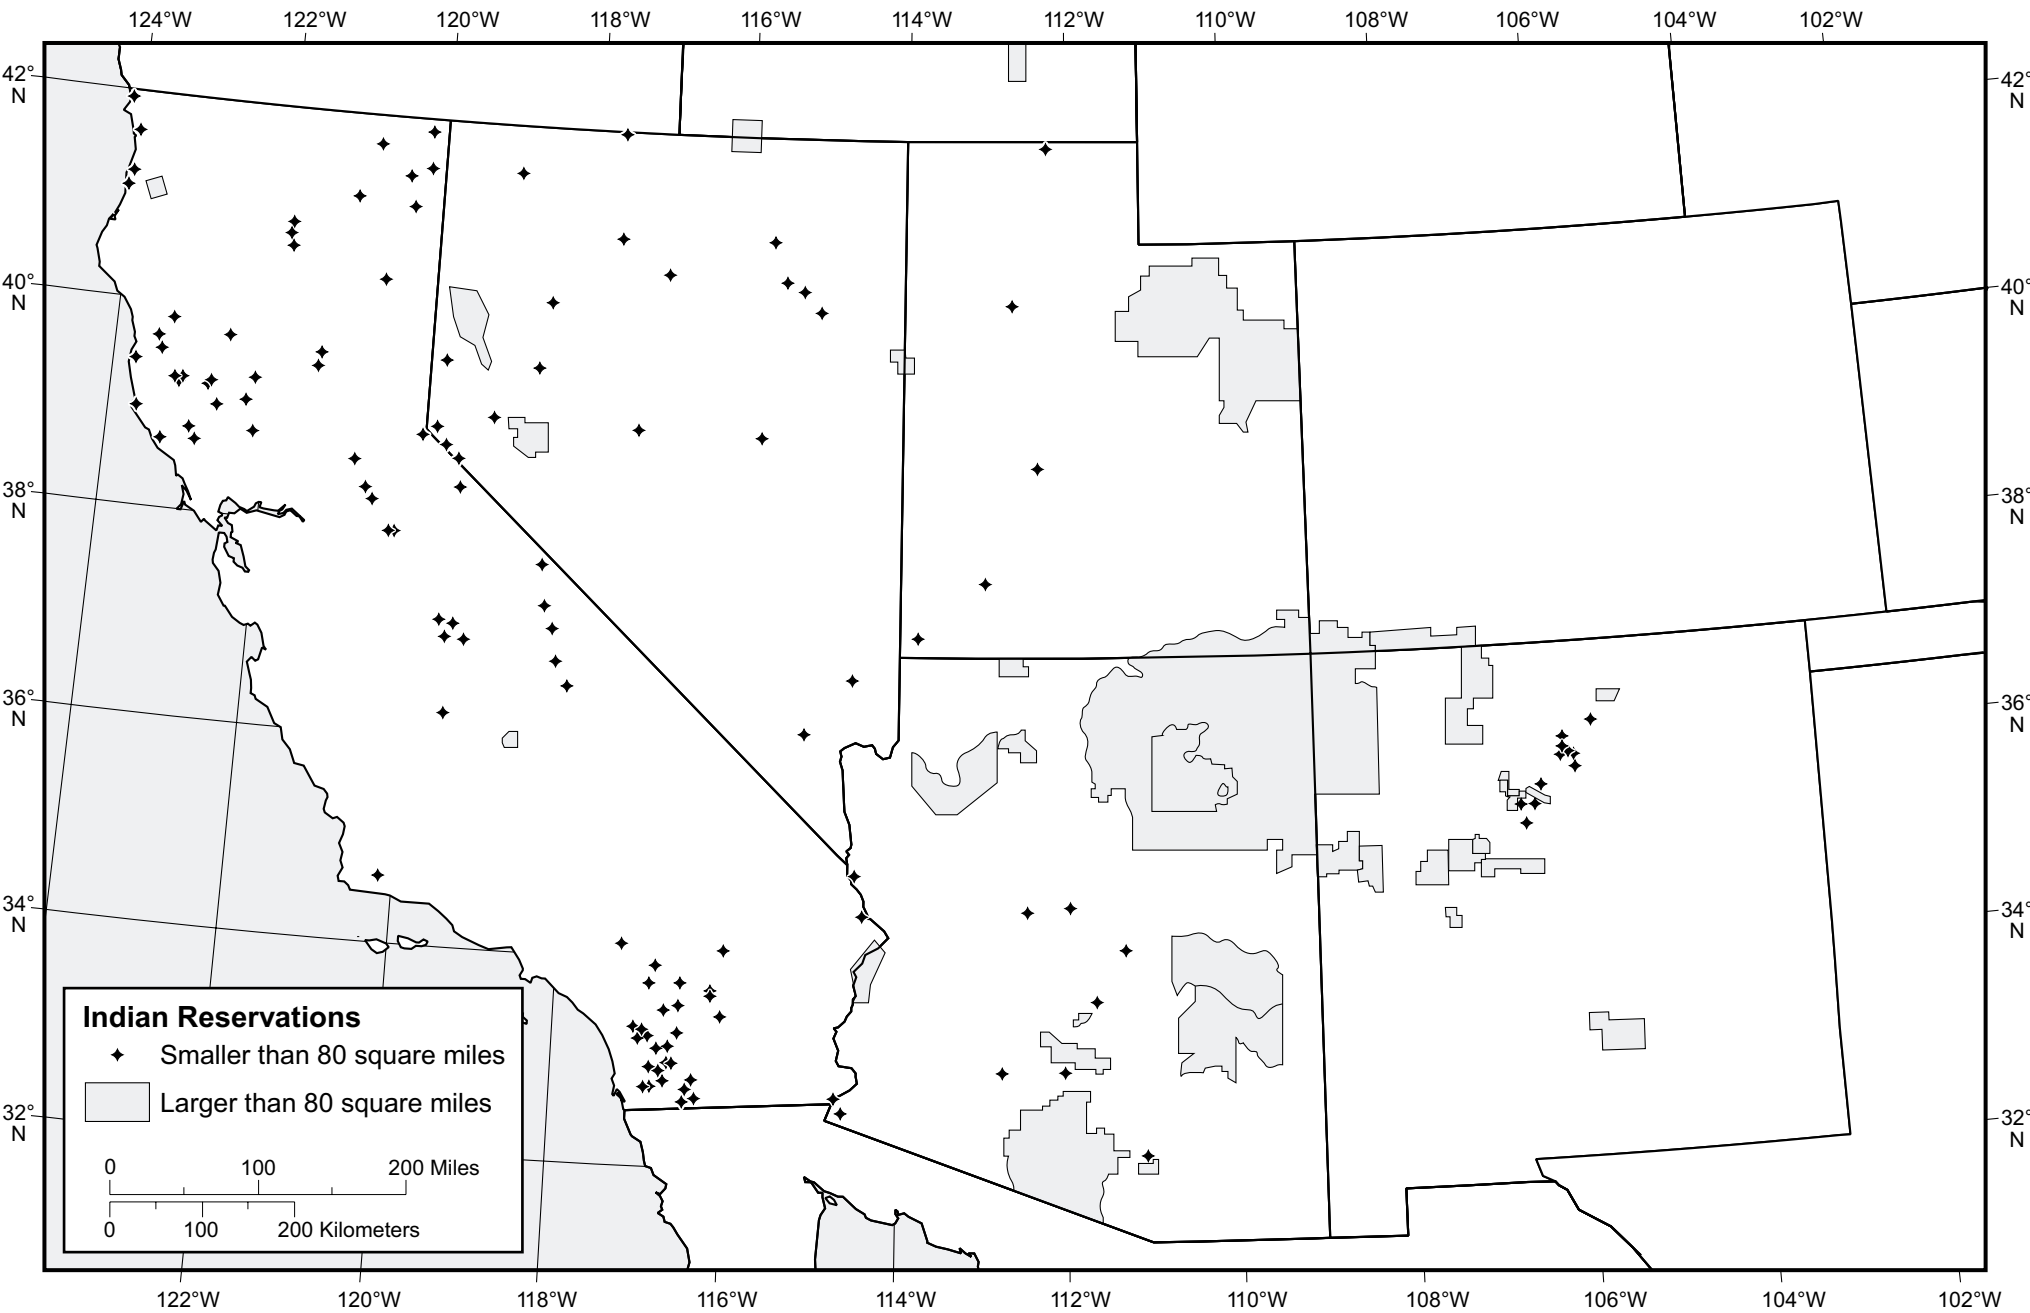 124°W 122°W 120°W 118°W 116°W 114°W 112°W 110°W 108°W 106°W 104°W 102°W
42°
N
42°
N
40°
N
40°
N
38°
N
38°
N
36°
N
36°
N
34°
N
34°
N
32°
N
32°
N
Indian Reservations
Smaller than 80 square miles
Larger than 80 square miles
0 100 200 Miles
0 100 200 Kilometers
122°W 120°W 118°W 116°W 114°W 112°W 110°W 108°W 106°W 104°W 102°W